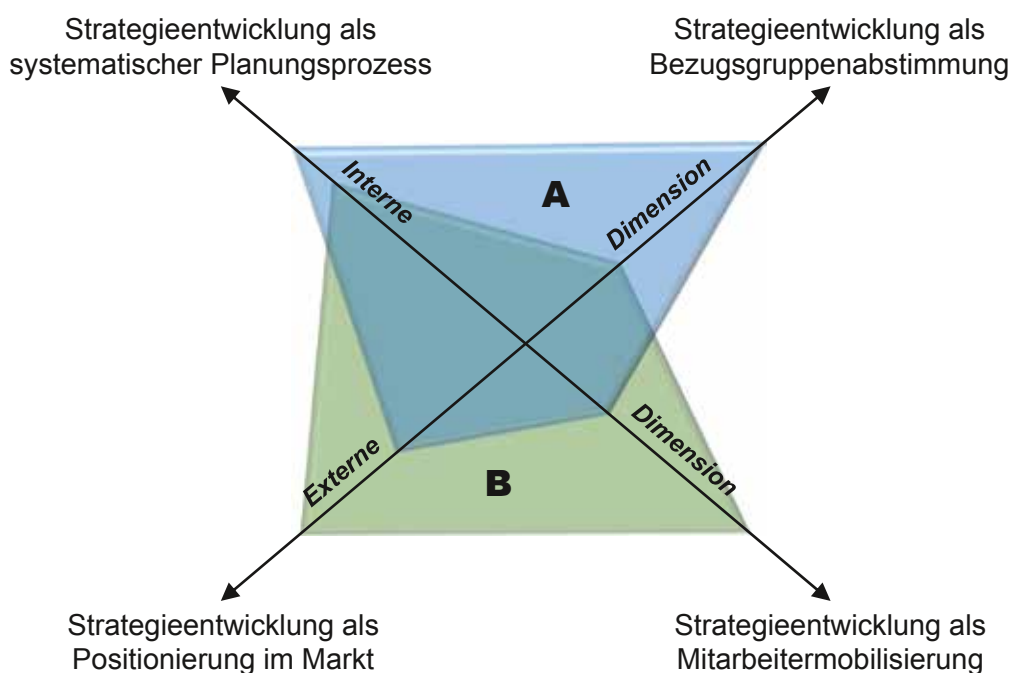 Strategieentwicklung als
systematischer Planungsprozess
Strategieentwicklung als
Bezugsgruppenabstimmung
Interne
A
Dimension
Externe
B
Dimension
Strategieentwicklung als
Positionierung im Markt
Strategieentwicklung als
Mitarbeitermobilisierung